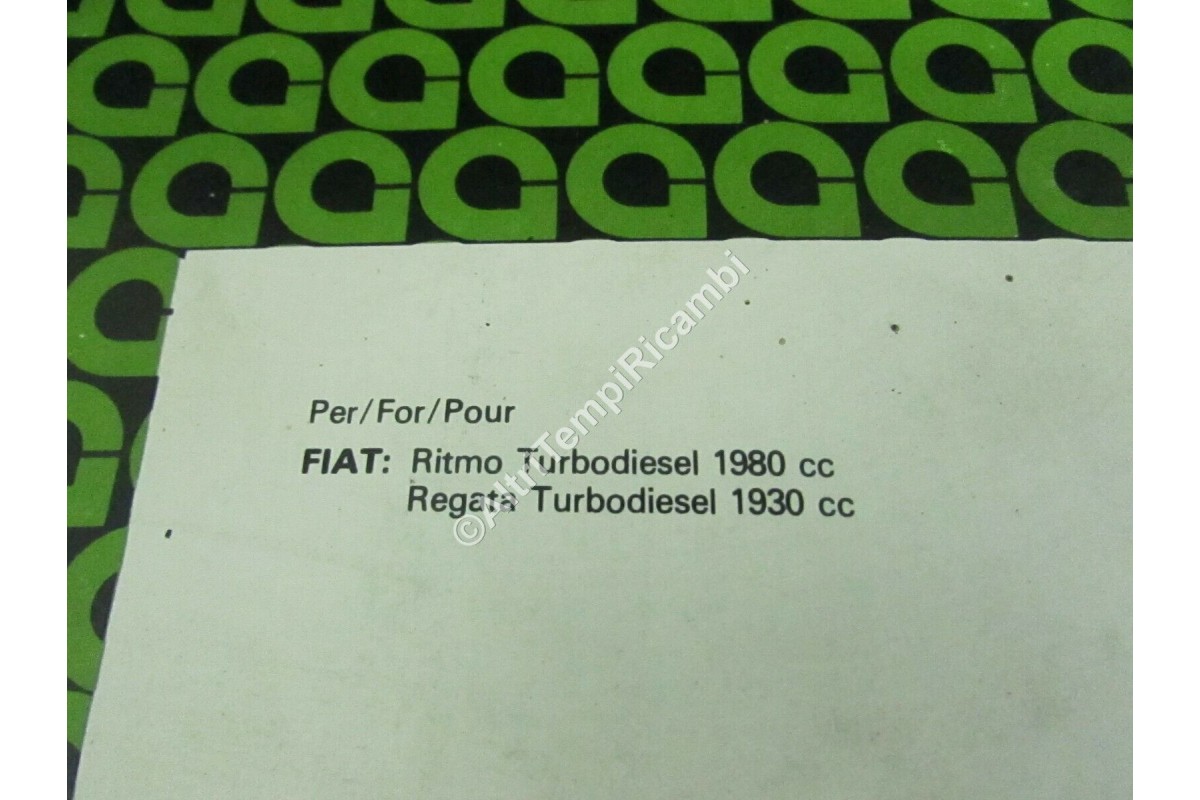 Per/For/Pour
FIAT: Ritmo Turbodiesel 1980 cc
Regata Turbodiesel 1930 cc
©AltriTempiRicambi